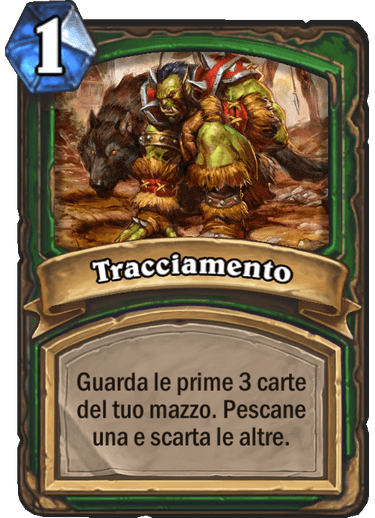 1
Tracciamento
Guarda le prime 3 carte
del tuo mazzo. Pescane
una e scarta le altre.